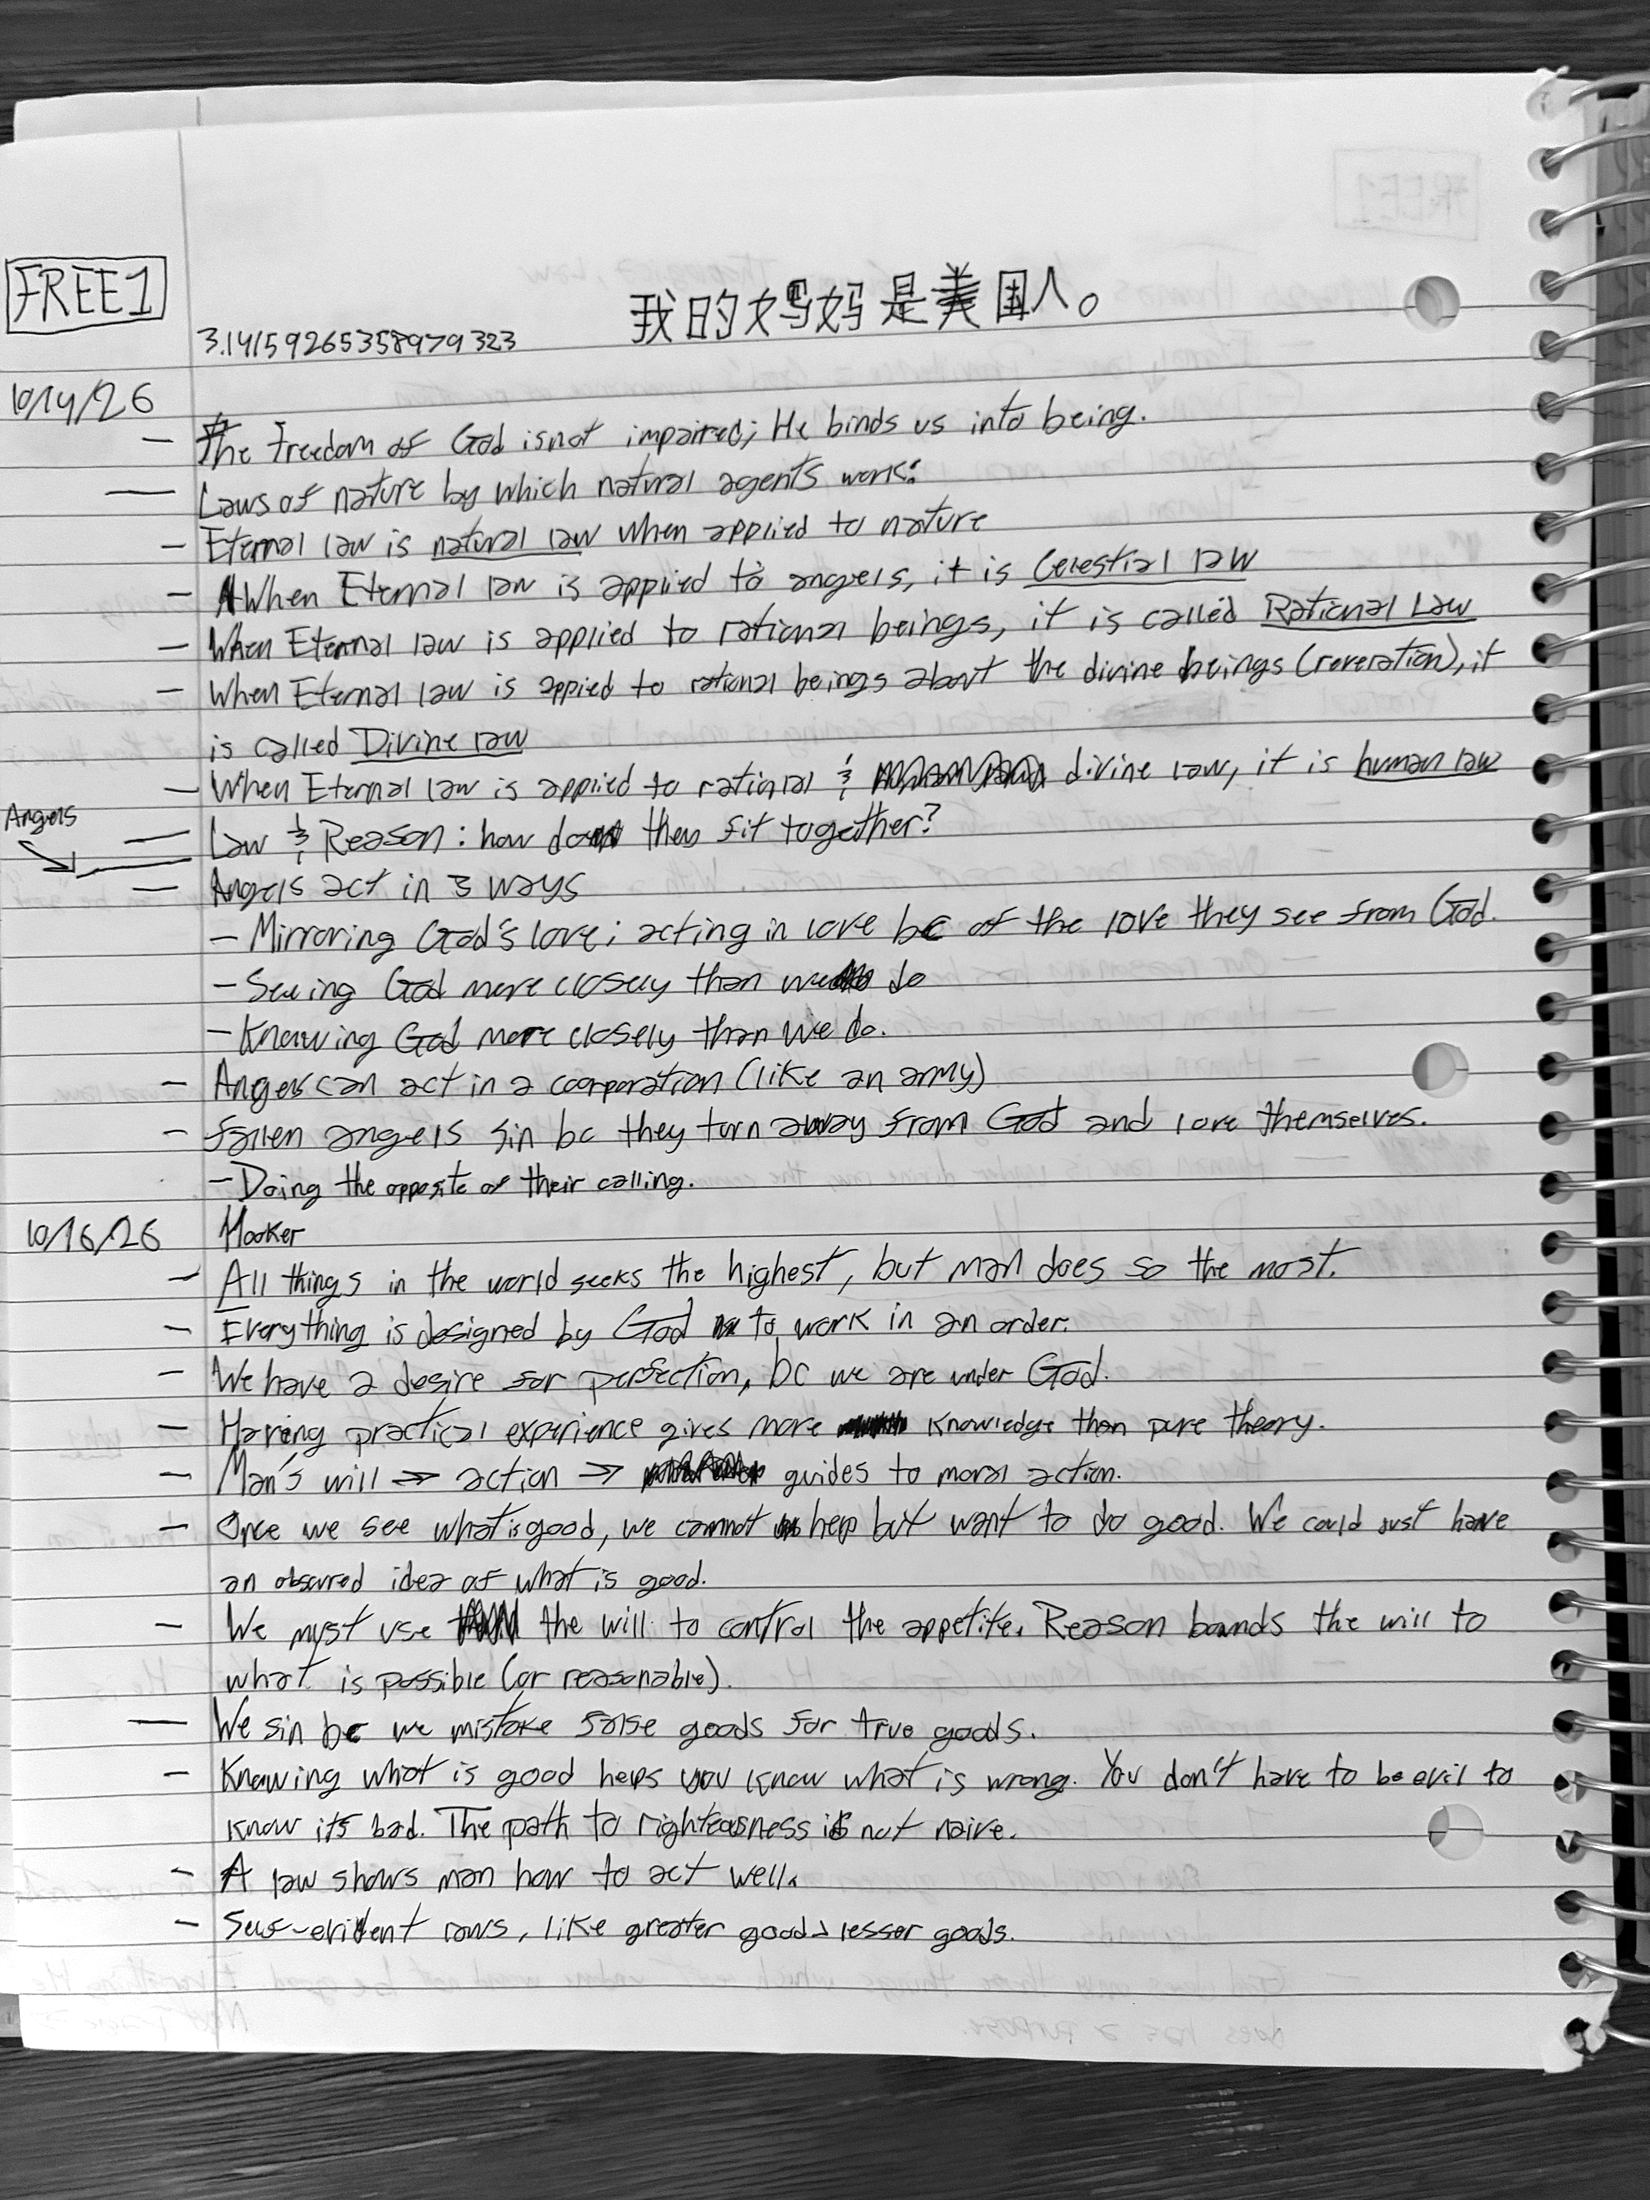 FREE1
我的妈妈是美国人。
3.14159265358979323
10/14/26
- The freedom of God is not impaired; He binds us into being.
- Laws of nature by which natural agents work:
- Eternal law is natural law when applied to nature
- When Eternal law is applied to angels, it is Celestial law
- When Eternal law is applied to rational beings, it is called Rational Law
- When Eternal law is appied to rational beings about the divine beings (reveration), it
is called Divine law
- When Eternal law is applied to rational & divine law, it is human law
- Law & Reason: how do they fit together?
Angels
- Angels act in 3 ways
- Mirroring God's love; acting in love bc of the love they see from God.
- Seeing God more closely than we do
- Knowing God more closely than we do.
- Angels can act in a coorporation (like an army)
- Fallen angels sin bc they turn away from God and love themselves.
- Doing the opposite of their calling.
10/16/26 Hooker
- All things in the world seeks the highest, but man does so the most.
- Everything is designed by God to work in an order.
- We have a desire for perfection, bc we are under God.
- Having practical experience gives more knowledge than pure theory.
- Man's will → action → guides to moral action.
- Once we see what is good, we cannot help but want to do good. We could just have
an obscured idea of what is good.
- We must use the will to control the appetite. Reason bounds the will to
what is possible (or reasonable).
- We sin bc we mistake false goods for true goods.
- Knowing what is good helps you know what is wrong. You don't have to be evil to
know it's bad. The path to righteousness is not naive.
- A law shows man how to act well.
- Self-evident laws, like greater goods > lesser goods.